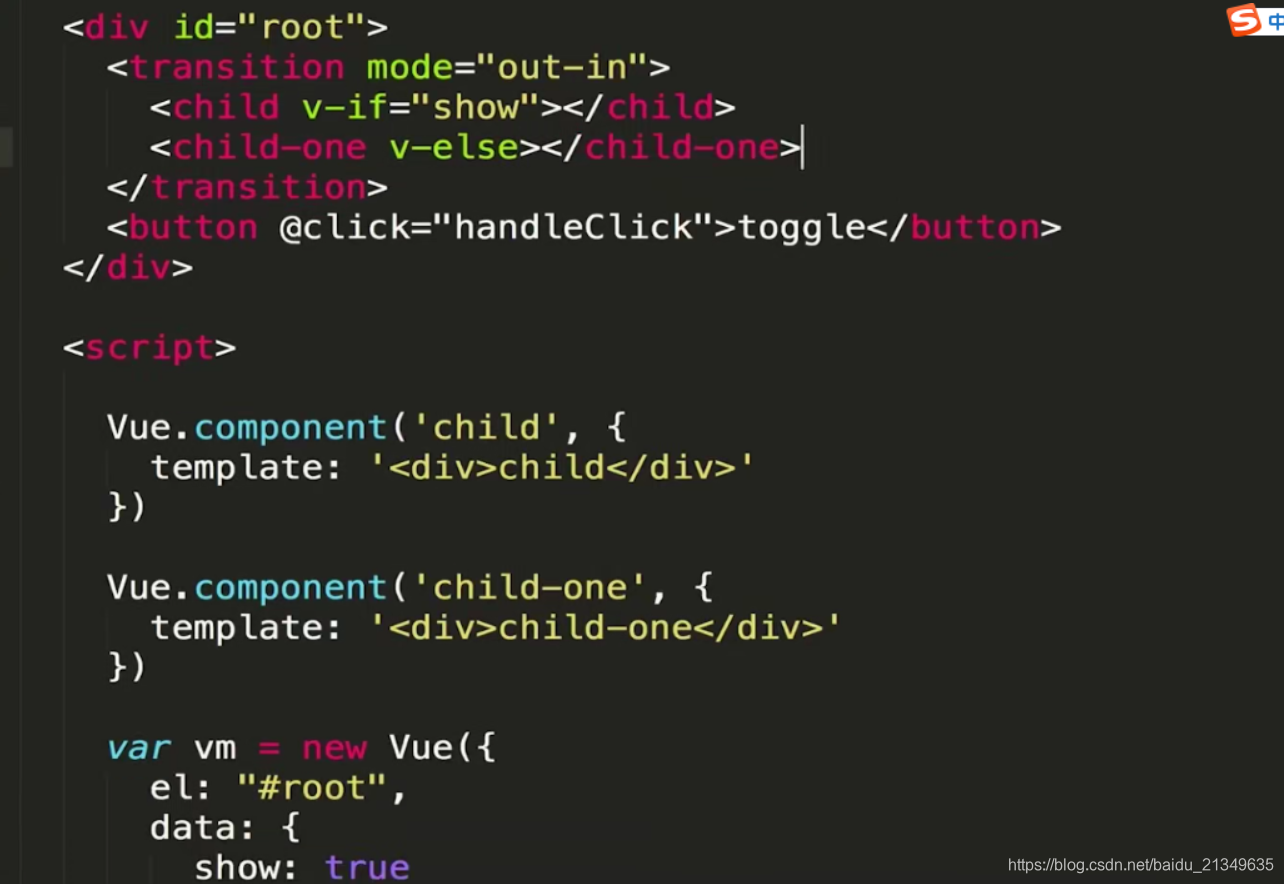 <div id="root">
  <transition mode="out-in">
    <child v-if="show"></child>
    <child-one v-else></child-one>
  </transition>
  <button @click="handleClick">toggle</button>
</div>
<script>
  Vue.component('child', {
    template: '<div>child</div>'
  })
  Vue.component('child-one', {
    template: '<div>child-one</div>'
  })
  var vm = new Vue({
    el: "#root",
    data: {
      show: true
S 中
https://blog.csdn.net/baidu_21349635